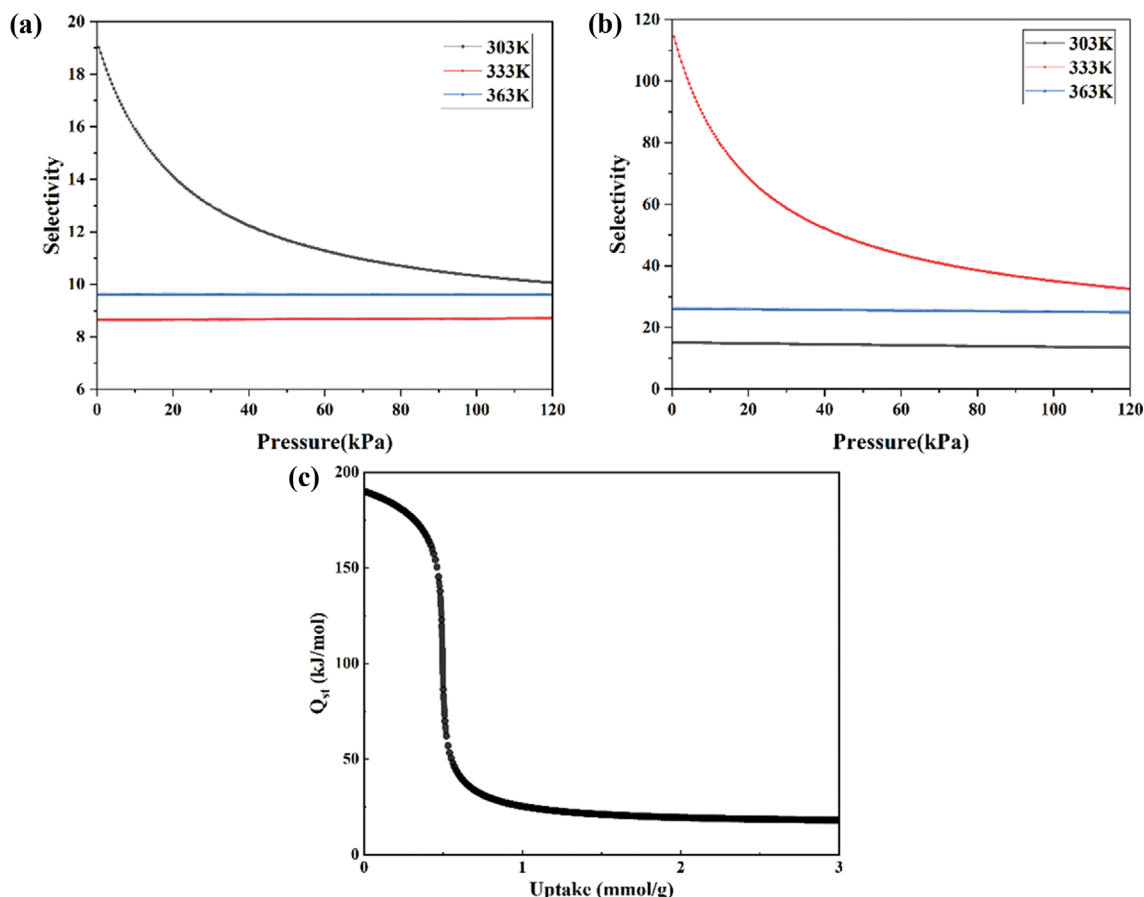 (a)
20
18
16
14
12
10
8
6
Selectivity
303K
333K
363K
0 20 40 60 80 100 120
Pressure(kPa)
(b)
120
100
80
60
40
20
0
Selectivity
303K
333K
363K
0 20 40 60 80 100 120
Pressure(kPa)
(c)
200
150
100
50
0
Qst (kJ/mol)
0 1 2 3
Uptake (mmol/g)